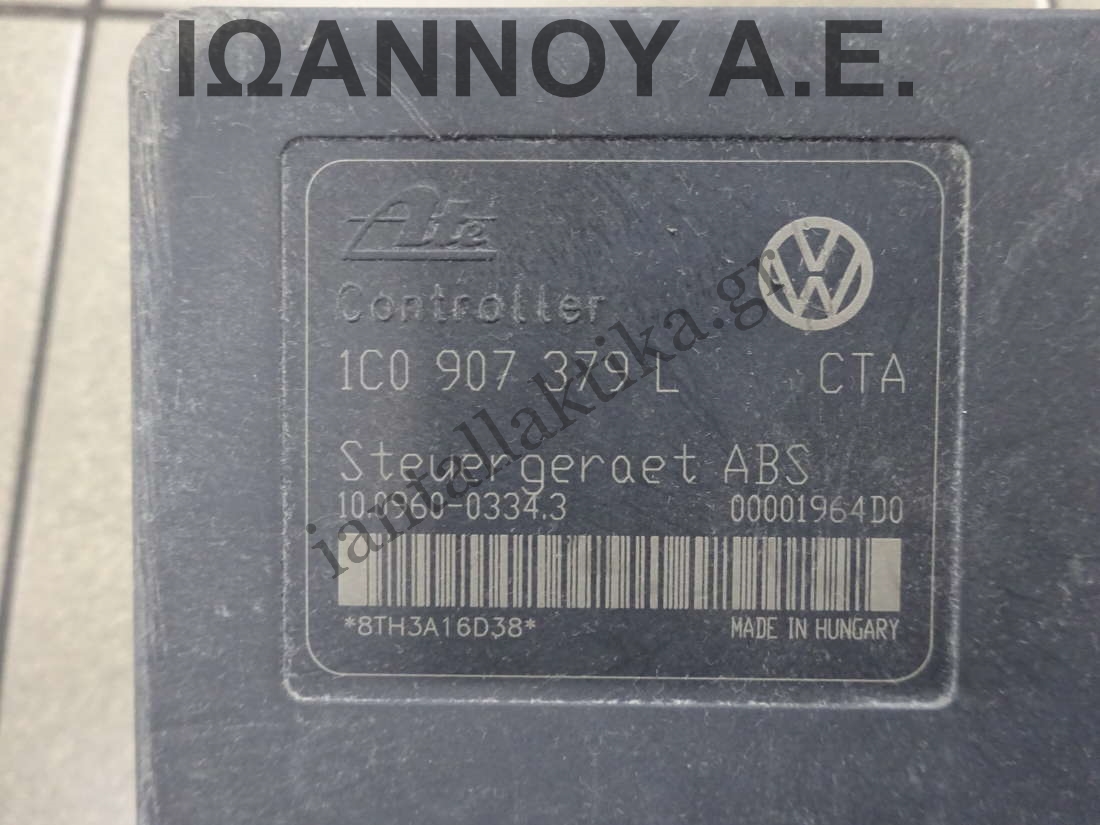 ΙΩΑΝΝΟΥ Α.Ε.
Ate
Controller
1C0 907 379 L CTA
Steuergeraet ABS
10.0960-0334.3 00001964D0
*8TH3A16D38* MADE IN HUNGARY
iantallaktika.gr